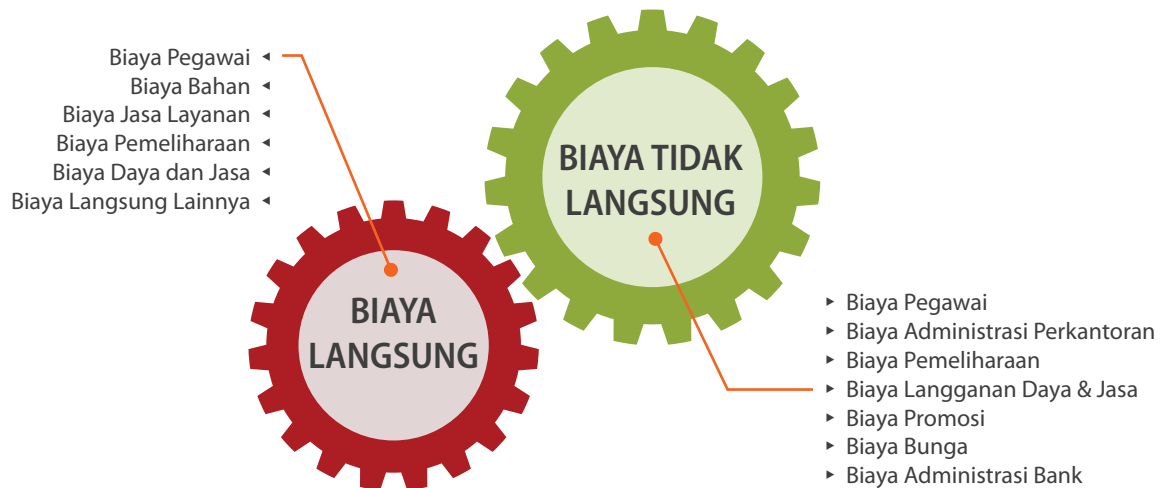 Biaya Pegawai
Biaya Bahan
Biaya Jasa Layanan
Biaya Pemeliharaan
Biaya Daya dan Jasa
Biaya Langsung Lainnya
BIAYA TIDAK
LANGSUNG
BIAYA
LANGSUNG
Biaya Pegawai
Biaya Administrasi Perkantoran
Biaya Pemeliharaan
Biaya Langganan Daya & Jasa
Biaya Promosi
Biaya Bunga
Biaya Administrasi Bank